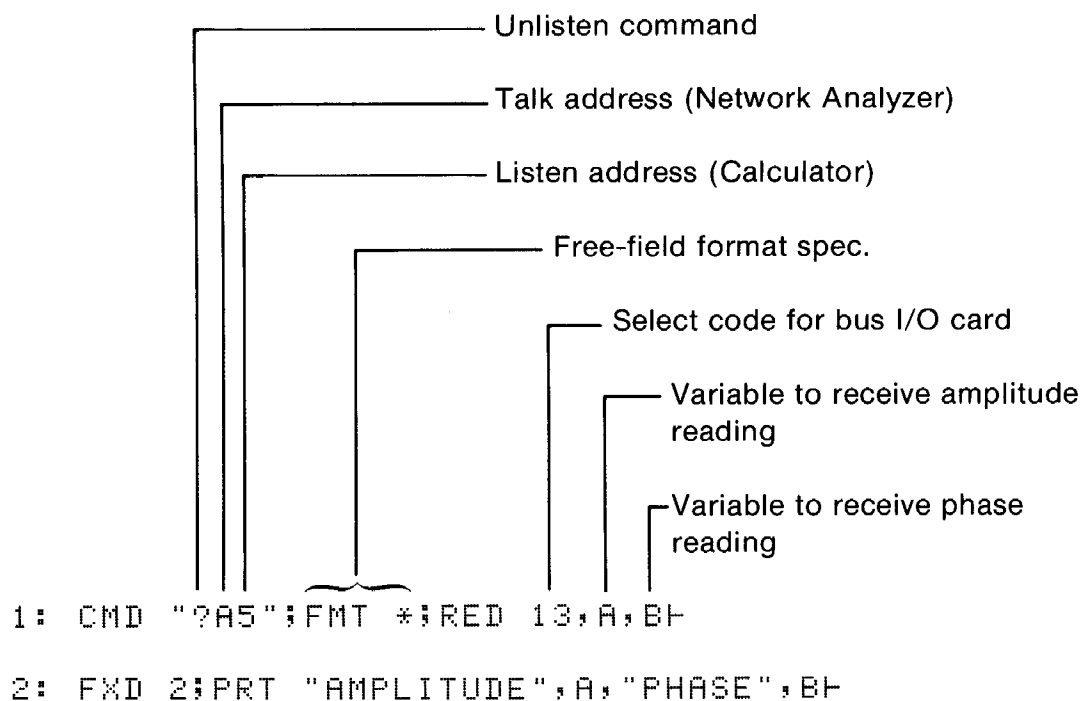 Unlisten command
Talk address (Network Analyzer)
Listen address (Calculator)
Free-field format spec.
Select code for bus I/O card
Variable to receive amplitude
reading
Variable to receive phase
reading
1: CMD "?A5";FMT *;RED 13,A,B⊢
2: FXD 2;PRT "AMPLITUDE",A,"PHASE",B⊢